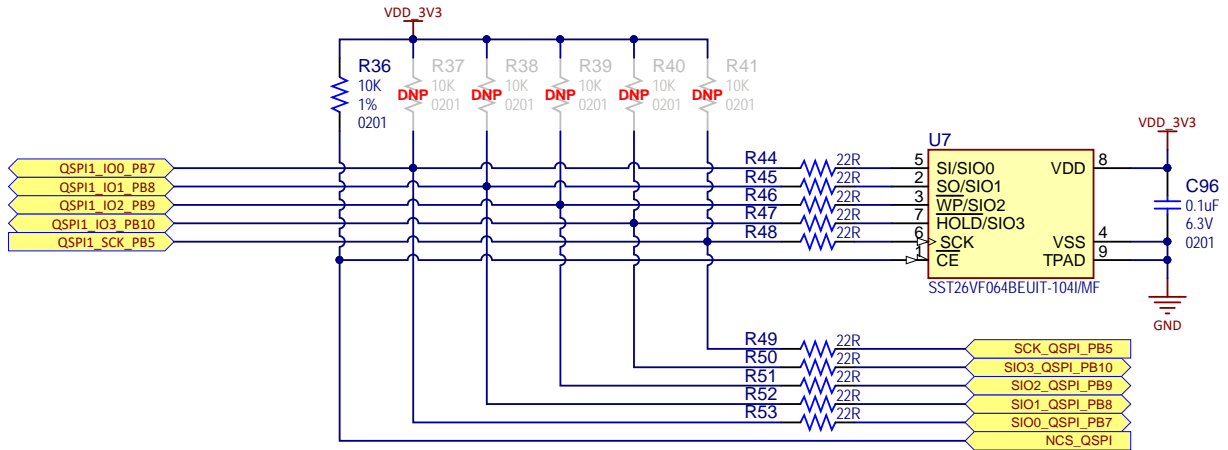 VDD_3V3
R36
10K
1%
0201
R37
10K
DNP
0201
R38
10K
DNP
0201
R39
10K
DNP
0201
R40
10K
DNP
0201
R41
10K
DNP
0201
QSPI1_IO0_PB7
QSPI1_IO1_PB8
QSPI1_IO2_PB9
QSPI1_IO3_PB10
QSPI1_SCK_PB5
R44 22R
R45 22R
R46 22R
R47 22R
R48 22R
U7
5 SI/SIO0
2 SO/SIO1
3 WP/SIO2
7 HOLD/SIO3
6 SCK
1 CE
VDD 8
VSS 4
TPAD 9
SST26VF064BEUIT-104I/MF
VDD_3V3
C96
0.1uF
6.3V
0201
GND
R49 22R SCK_QSPI_PB5
R50 22R SIO3_QSPI_PB10
R51 22R SIO2_QSPI_PB9
R52 22R SIO1_QSPI_PB8
R53 22R SIO0_QSPI_PB7
NCS_QSPI